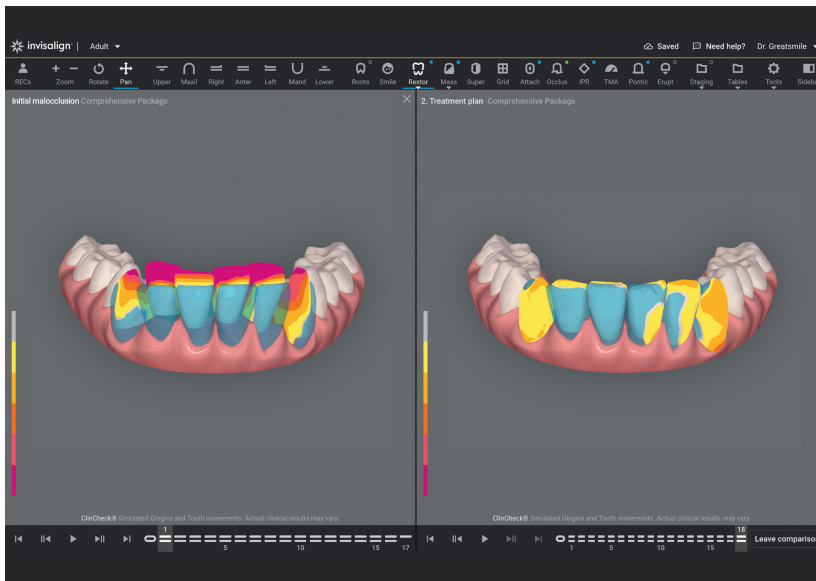 invisalign | Adult
Saved Need help? Dr. Greatsmile
RECs Zoom Rotate Pan Upper Maxil Right Anter Left Mand Lower Roots Smile Restor Mass Super Grid Attach Occlus IPR TMA Pontic Erupt Staging Tables Tools Sideba
Initial malocclusion Comprehensive Package
2. Treatment plan Comprehensive Package
ClinCheck® Simulated Gingiva and Tooth movements. Actual clinical results may vary.
ClinCheck® Simulated Gingiva and Tooth movements. Actual clinical results may vary.
1
5 10 15 17
18
1 5 10 15
Leave comparison